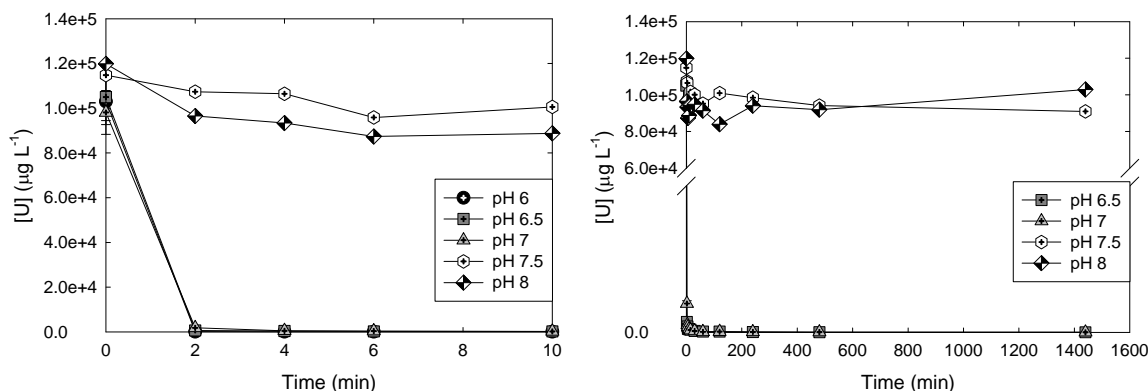 1.4e+5
1.2e+5
1.0e+5
8.0e+4
6.0e+4
4.0e+4
2.0e+4
0.0
[U] (µg L⁻¹)
pH 6
pH 6.5
pH 7
pH 7.5
pH 8
0 2 4 6 8 10
Time (min)
1.4e+5
1.2e+5
1.0e+5
8.0e+4
6.0e+4
0.0
[U] (µg L⁻¹)
pH 6.5
pH 7
pH 7.5
pH 8
0 200 400 600 800 1000 1200 1400 1600
Time (min)